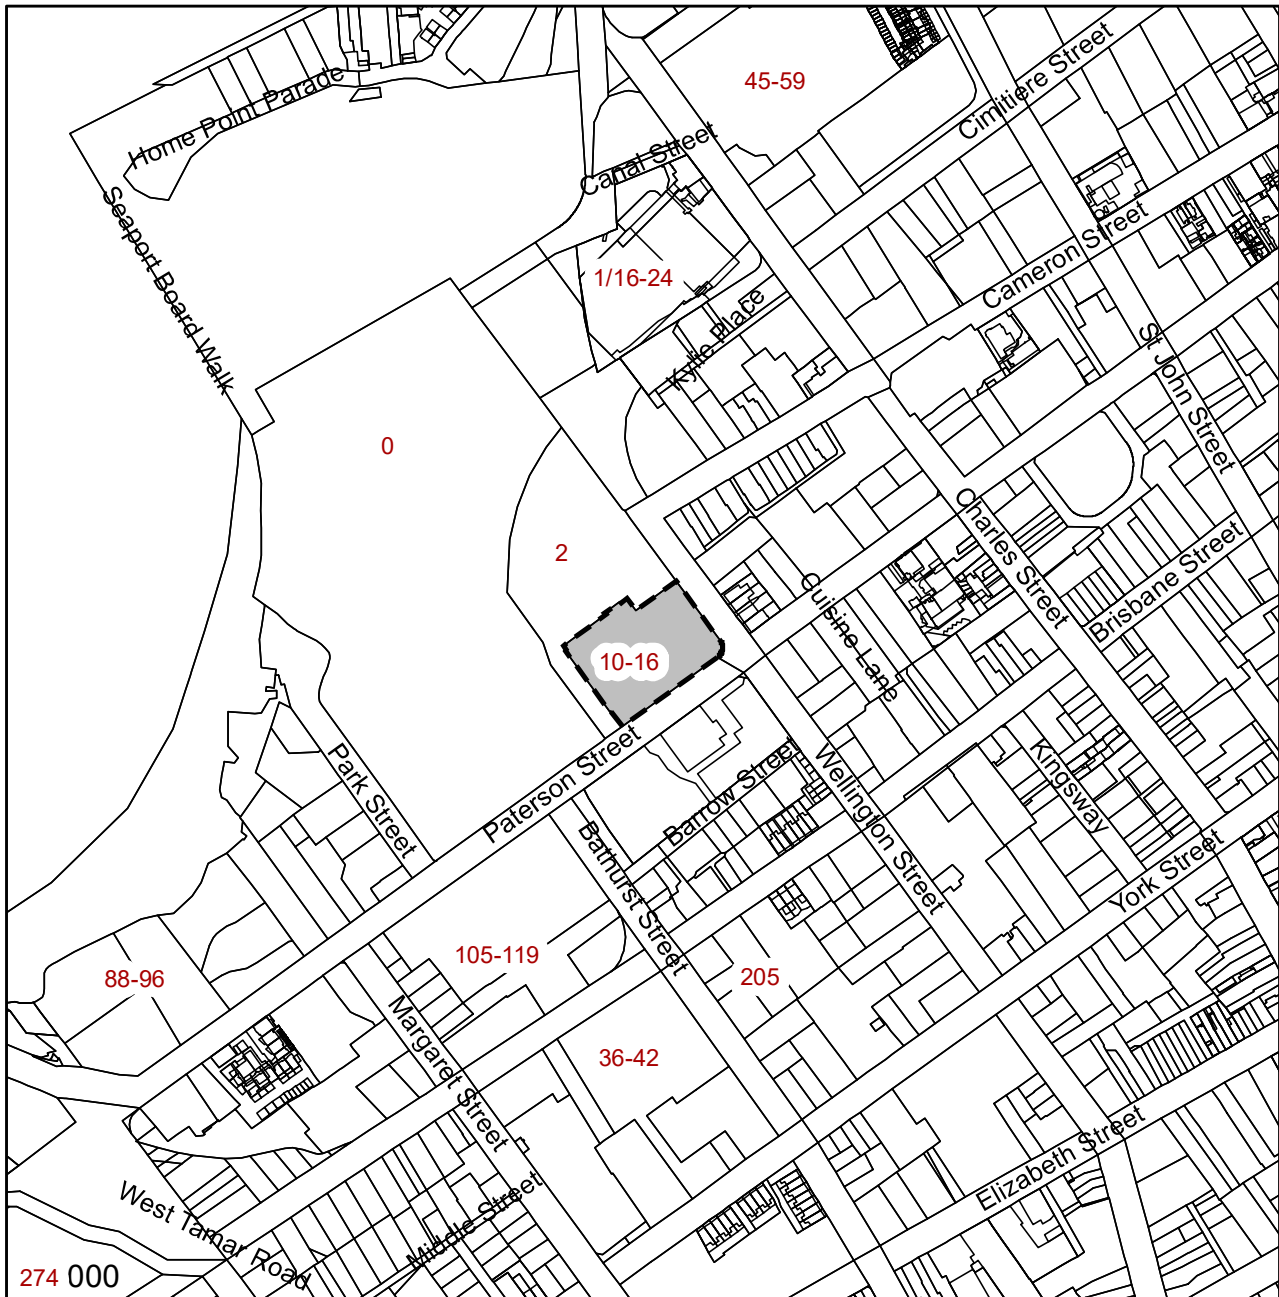 45-59
Cimitiere Street
Home Point Parade
Canal Street
Seaport Board Walk
Cameron Street
1/16-24
Kylie Place
St John Street
0
Charles Street
2
Brisbane Street
Cuisine Lane
10-16
Park Street
Paterson Street
Barrow Street
Wellington Street
Kingsway
Bathurst Street
York Street
105-119
88-96
205
Margaret Street
36-42
Elizabeth Street
West Tamar Road
Middle Street
274 000